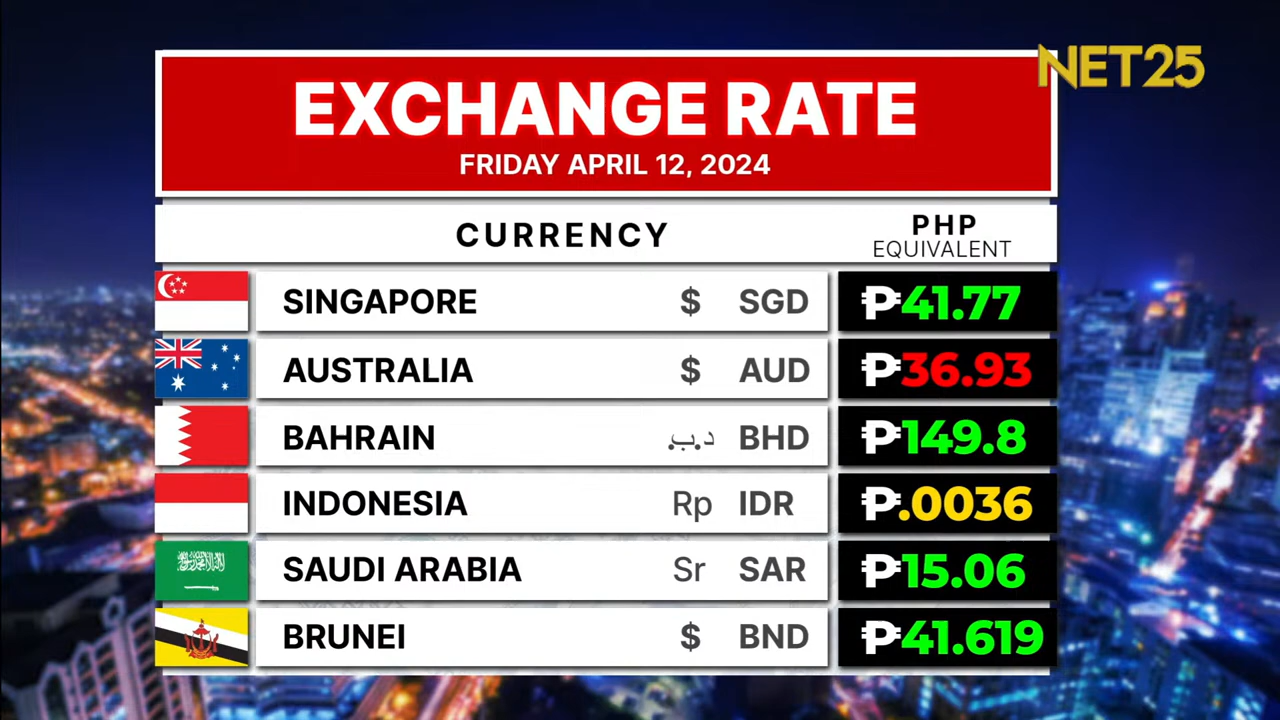 NET25
EXCHANGE RATE
FRIDAY APRIL 12, 2024
CURRENCY
PHP
EQUIVALENT
SINGAPORE $ SGD ₱41.77
AUSTRALIA $ AUD ₱36.93
BAHRAIN .د.ب BHD ₱149.8
INDONESIA Rp IDR ₱.0036
SAUDI ARABIA Sr SAR ₱15.06
BRUNEI $ BND ₱41.619